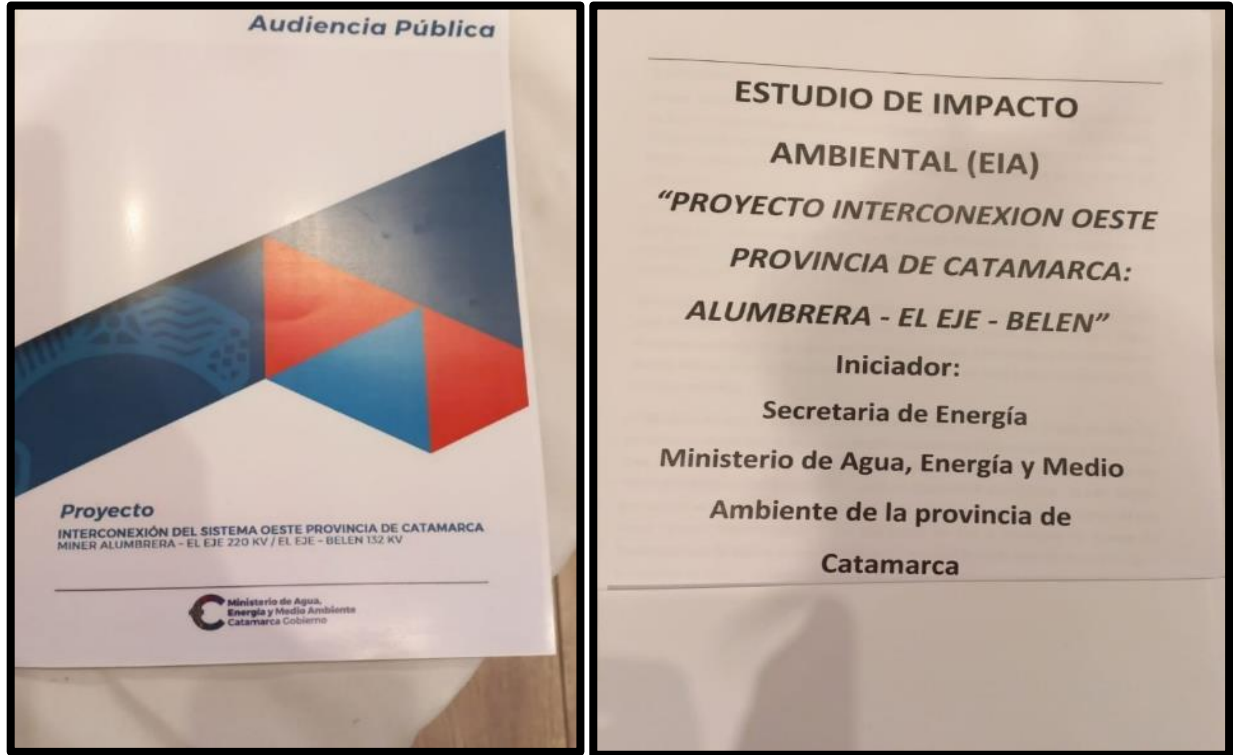 Audiencia Pública
Proyecto
INTERCONEXIÓN DEL SISTEMA OESTE PROVINCIA DE CATAMARCA
MINER ALUMBRERA - EL EJE 220 KV / EL EJE - BELEN 132 KV
Ministerio de Agua,
Energía y Medio Ambiente
Catamarca Gobierno
ESTUDIO DE IMPACTO
AMBIENTAL (EIA)
“PROYECTO INTERCONEXION OESTE
PROVINCIA DE CATAMARCA:
ALUMBRERA - EL EJE - BELEN”
Iniciador:
Secretaria de Energía
Ministerio de Agua, Energía y Medio
Ambiente de la provincia de
Catamarca